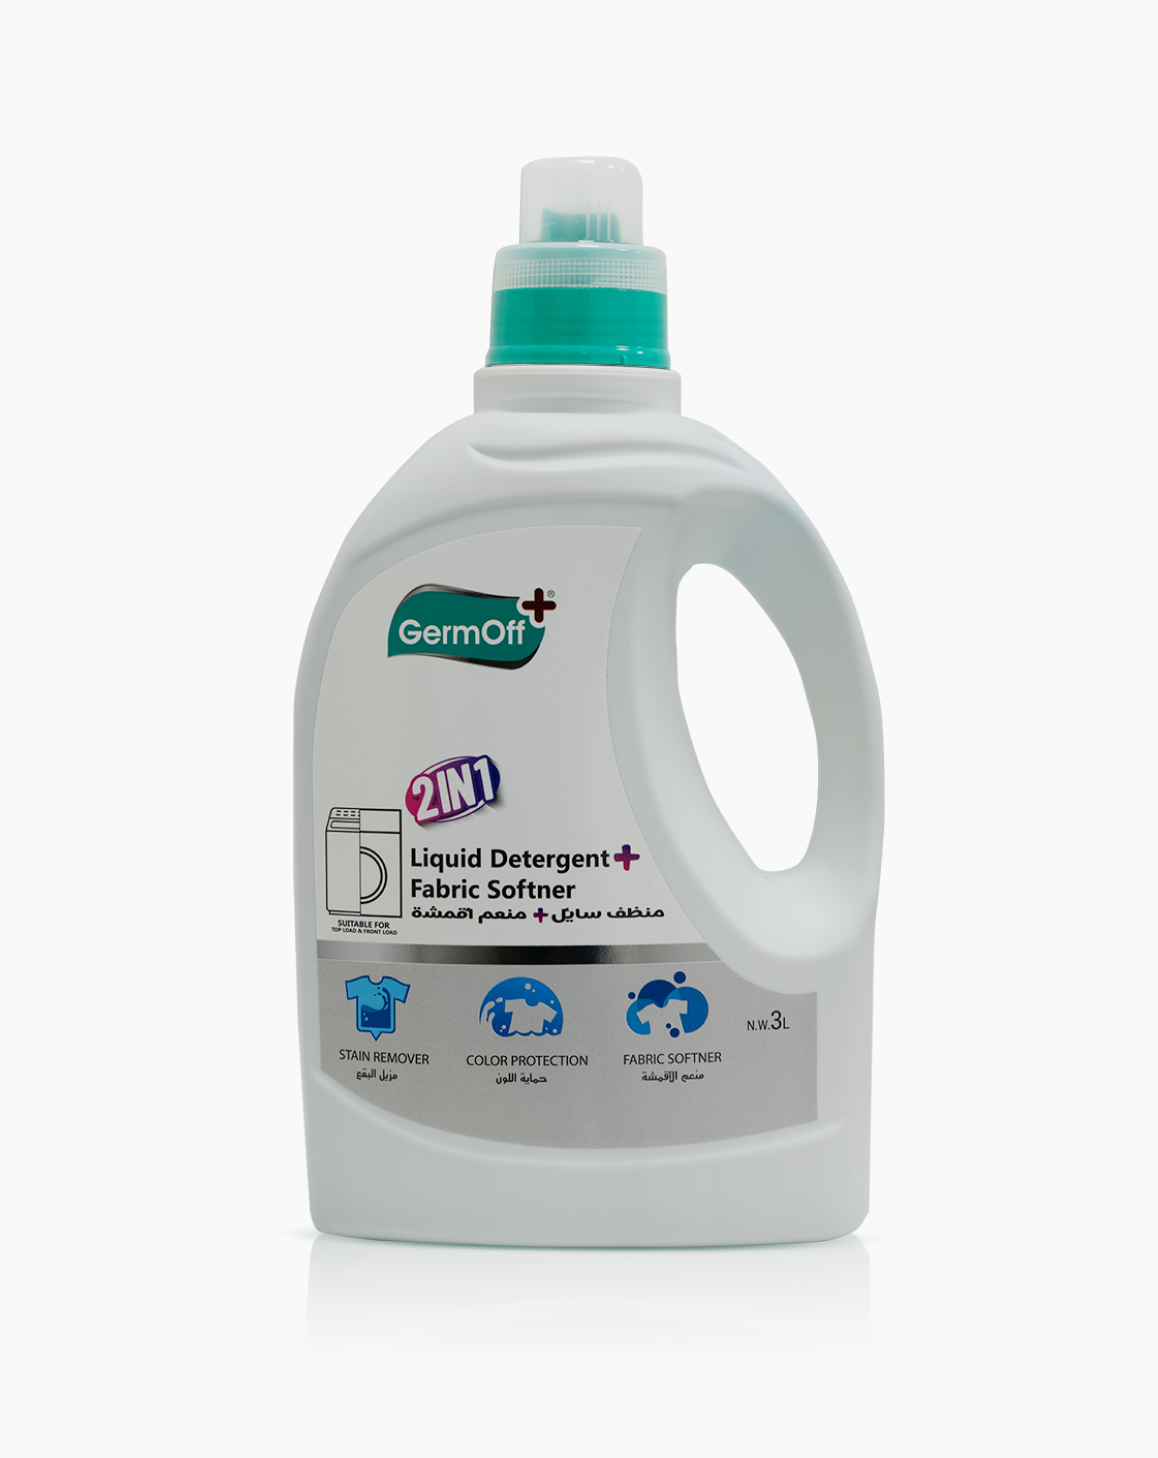 GermOff
®
2IN1
Liquid Detergent+
Fabric Softner
منظف سايل + منعم اقمشة
SUITABLE FOR
TOP LOAD & FRONT LOAD
STAIN REMOVER
مزيل البقع
COLOR PROTECTION
حماية اللون
FABRIC SOFTNER
منعم الأقمشة
N.W.3L